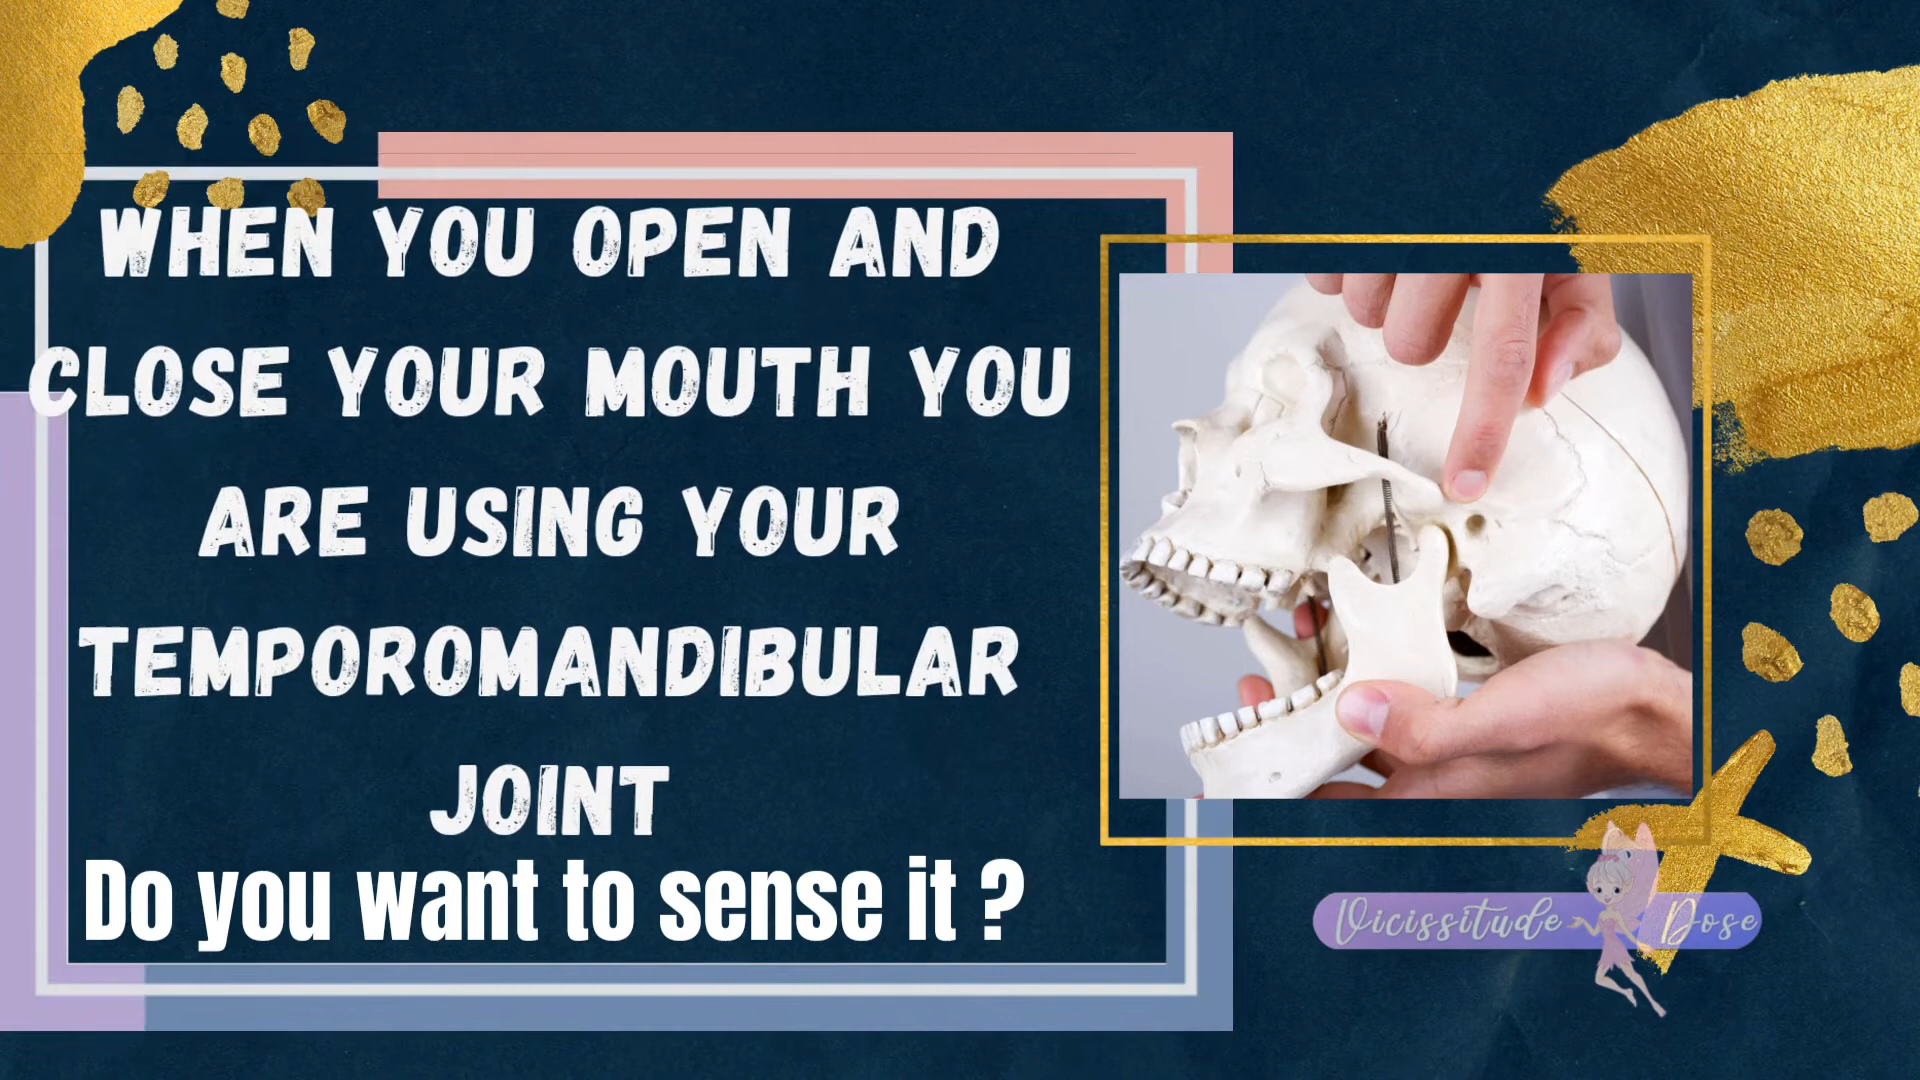 WHEN YOU OPEN AND
CLOSE YOUR MOUTH YOU
ARE USING YOUR
TEMPOROMANDIBULAR
JOINT
Do you want to sense it ?
Vicissitude Dose